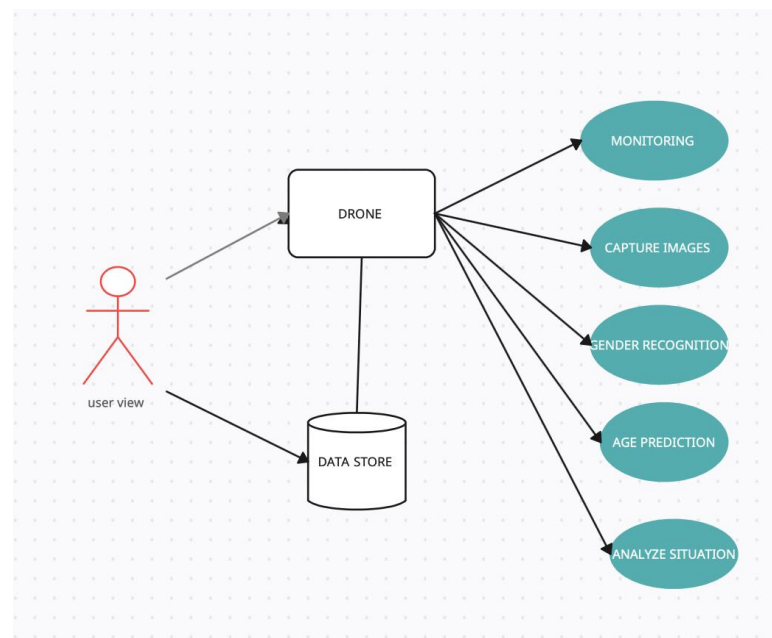 MONITORING
DRONE
CAPTURE IMAGES
GENDER RECOGNITION
user view
AGE PREDICTION
DATA STORE
ANALYZE SITUATION